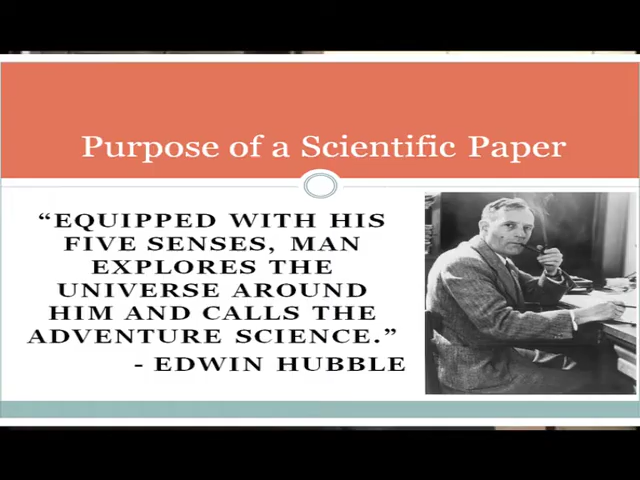 Purpose of a Scientific Paper
“EQUIPPED WITH HIS
FIVE SENSES, MAN
EXPLORES THE
UNIVERSE AROUND
HIM AND CALLS THE
ADVENTURE SCIENCE.”
- EDWIN HUBBLE